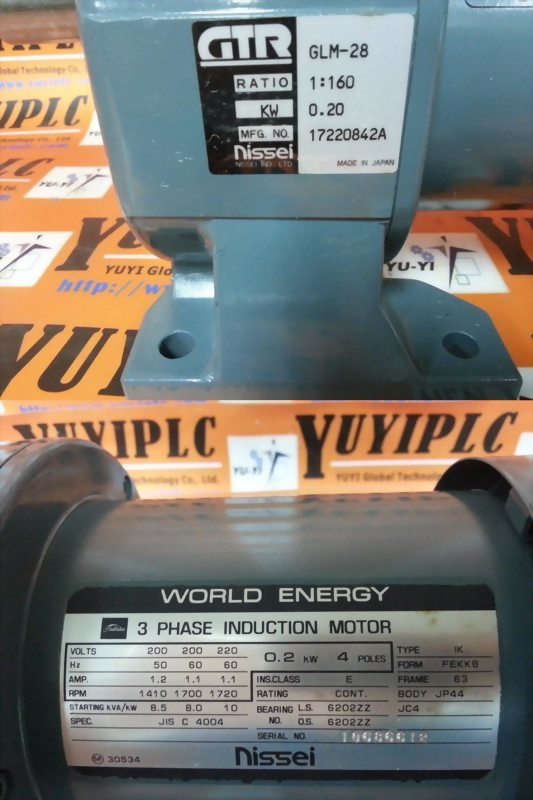 GTR GLM-28
RATIO 1:160
KW 0.20
MFG. NO. 17220842A
Nissei
NISSEI IND. LTD. MADE IN JAPAN
YUYIPLC
YUYI Glo
http://w
YU-YI
YUYIPLC
YUYIPLC
YU-YI
YUYI Global Technology
WORLD ENERGY
Toshiba 3 PHASE INDUCTION MOTOR
VOLTS 200 200 220 0.2 kW 4 POLES TYPE IK
Hz 50 60 60 FORM FEKK8
AMP. 1.2 1.1 1.1 INS.CLASS E FRAME 63
RPM 1410 1700 1720 RATING CONT. BODY JP44
STARTING kVA/kW 8.5 8.0 10 BEARING L.S. 6202ZZ JC4
SPEC. JIS C 4004 NO. O.S. 6202ZZ
SERIAL NO.
M 30534 Nissei